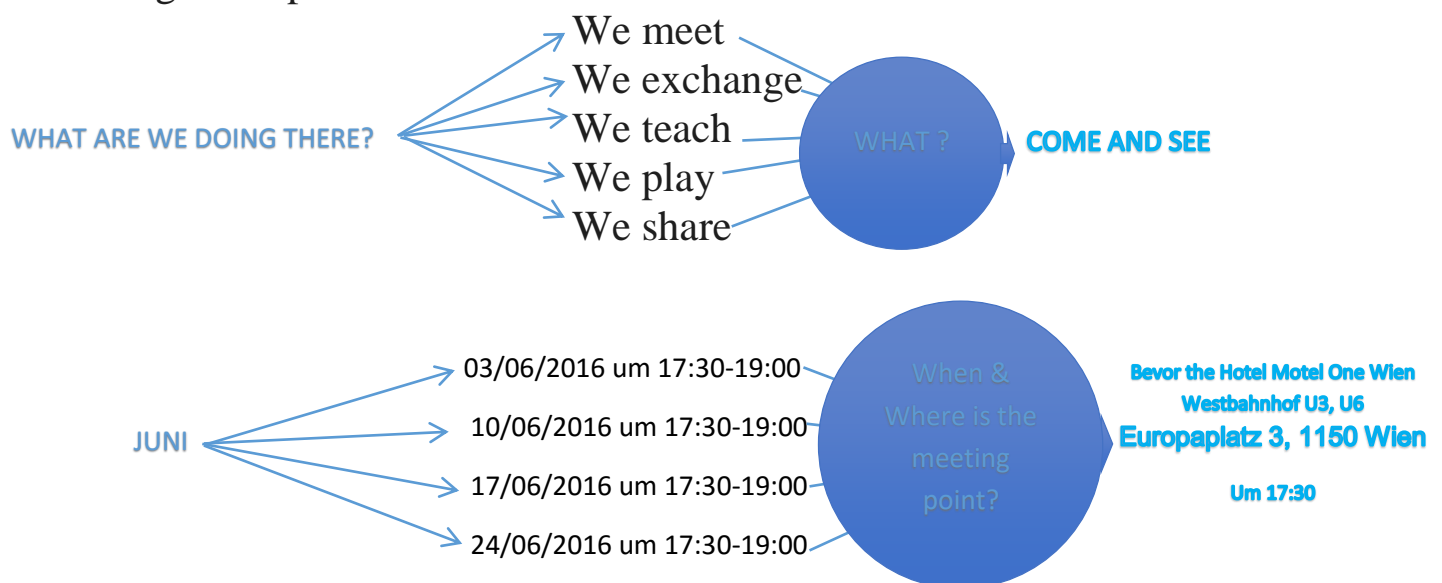 We meet
We exchange
WHAT ARE WE DOING THERE?
We teach
We play
We share
WHAT ?
COME AND SEE
JUNI
03/06/2016 um 17:30-19:00
10/06/2016 um 17:30-19:00
17/06/2016 um 17:30-19:00
24/06/2016 um 17:30-19:00
When &
Where is the
meeting
point?
Bevor the Hotel Motel One Wien
Westbahnhof U3, U6
Europaplatz 3, 1150 Wien
Um 17:30